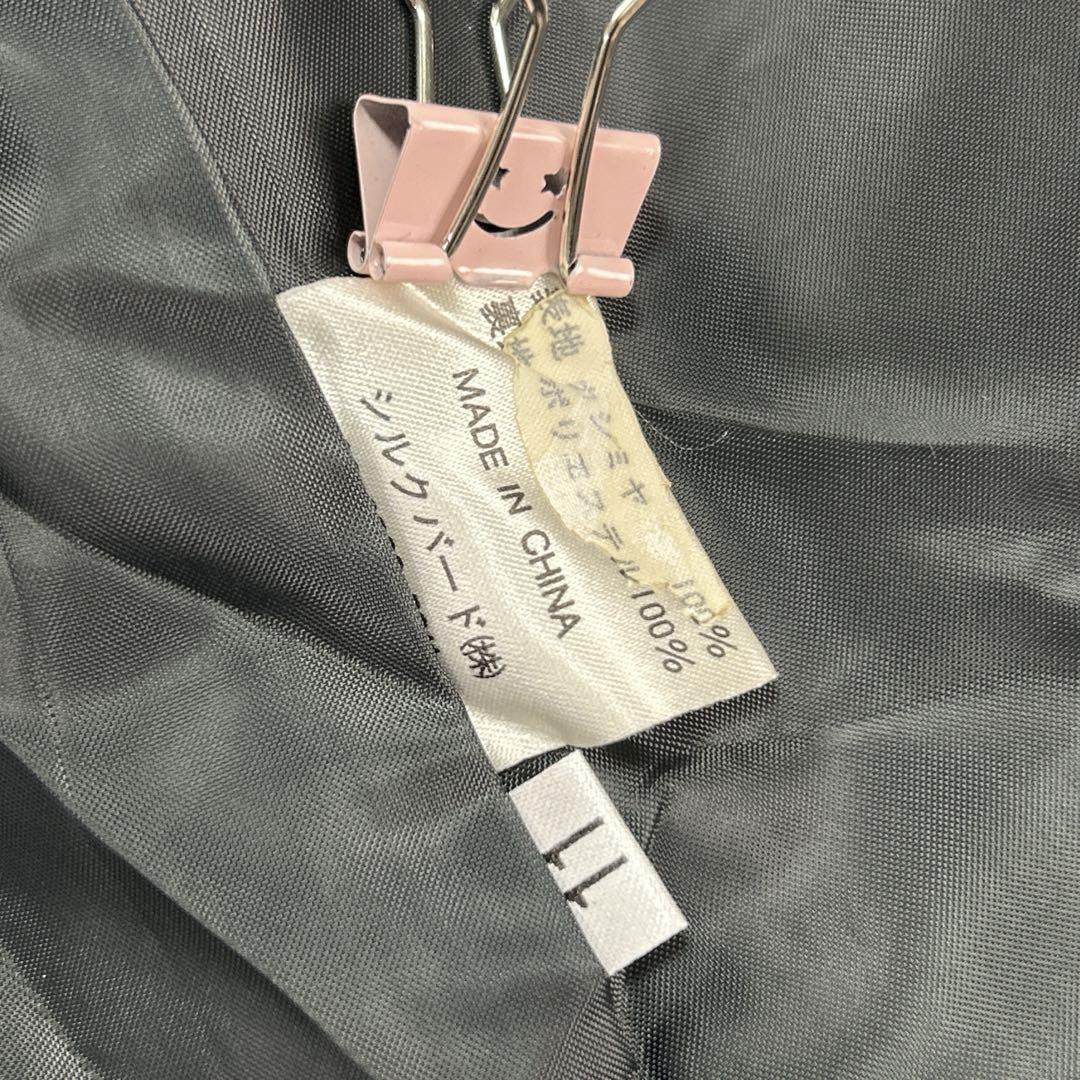 表地 カシミヤ 100%
裏地 ポリエステル100%
MADE IN CHINA
シルクバード(株)
LL